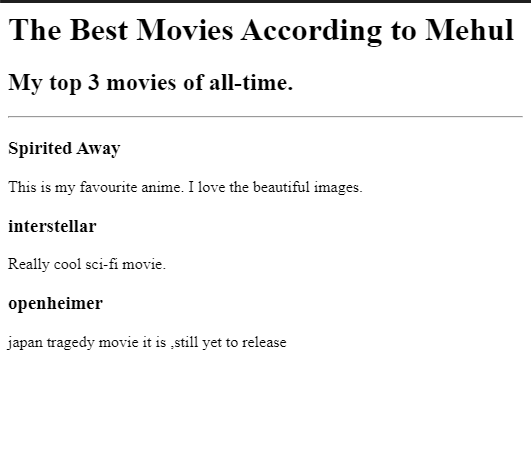 The Best Movies According to Mehul
My top 3 movies of all-time.
Spirited Away
This is my favourite anime. I love the beautiful images.
interstellar
Really cool sci-fi movie.
openheimer
japan tragedy movie it is ,still yet to release